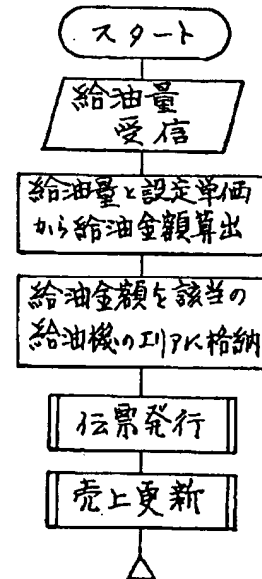 スタート
給油量
受信
給油量と設定単価
から給油金額算出
給油金額を該当の
給油機のエリアに格納
伝票発行
売上更新